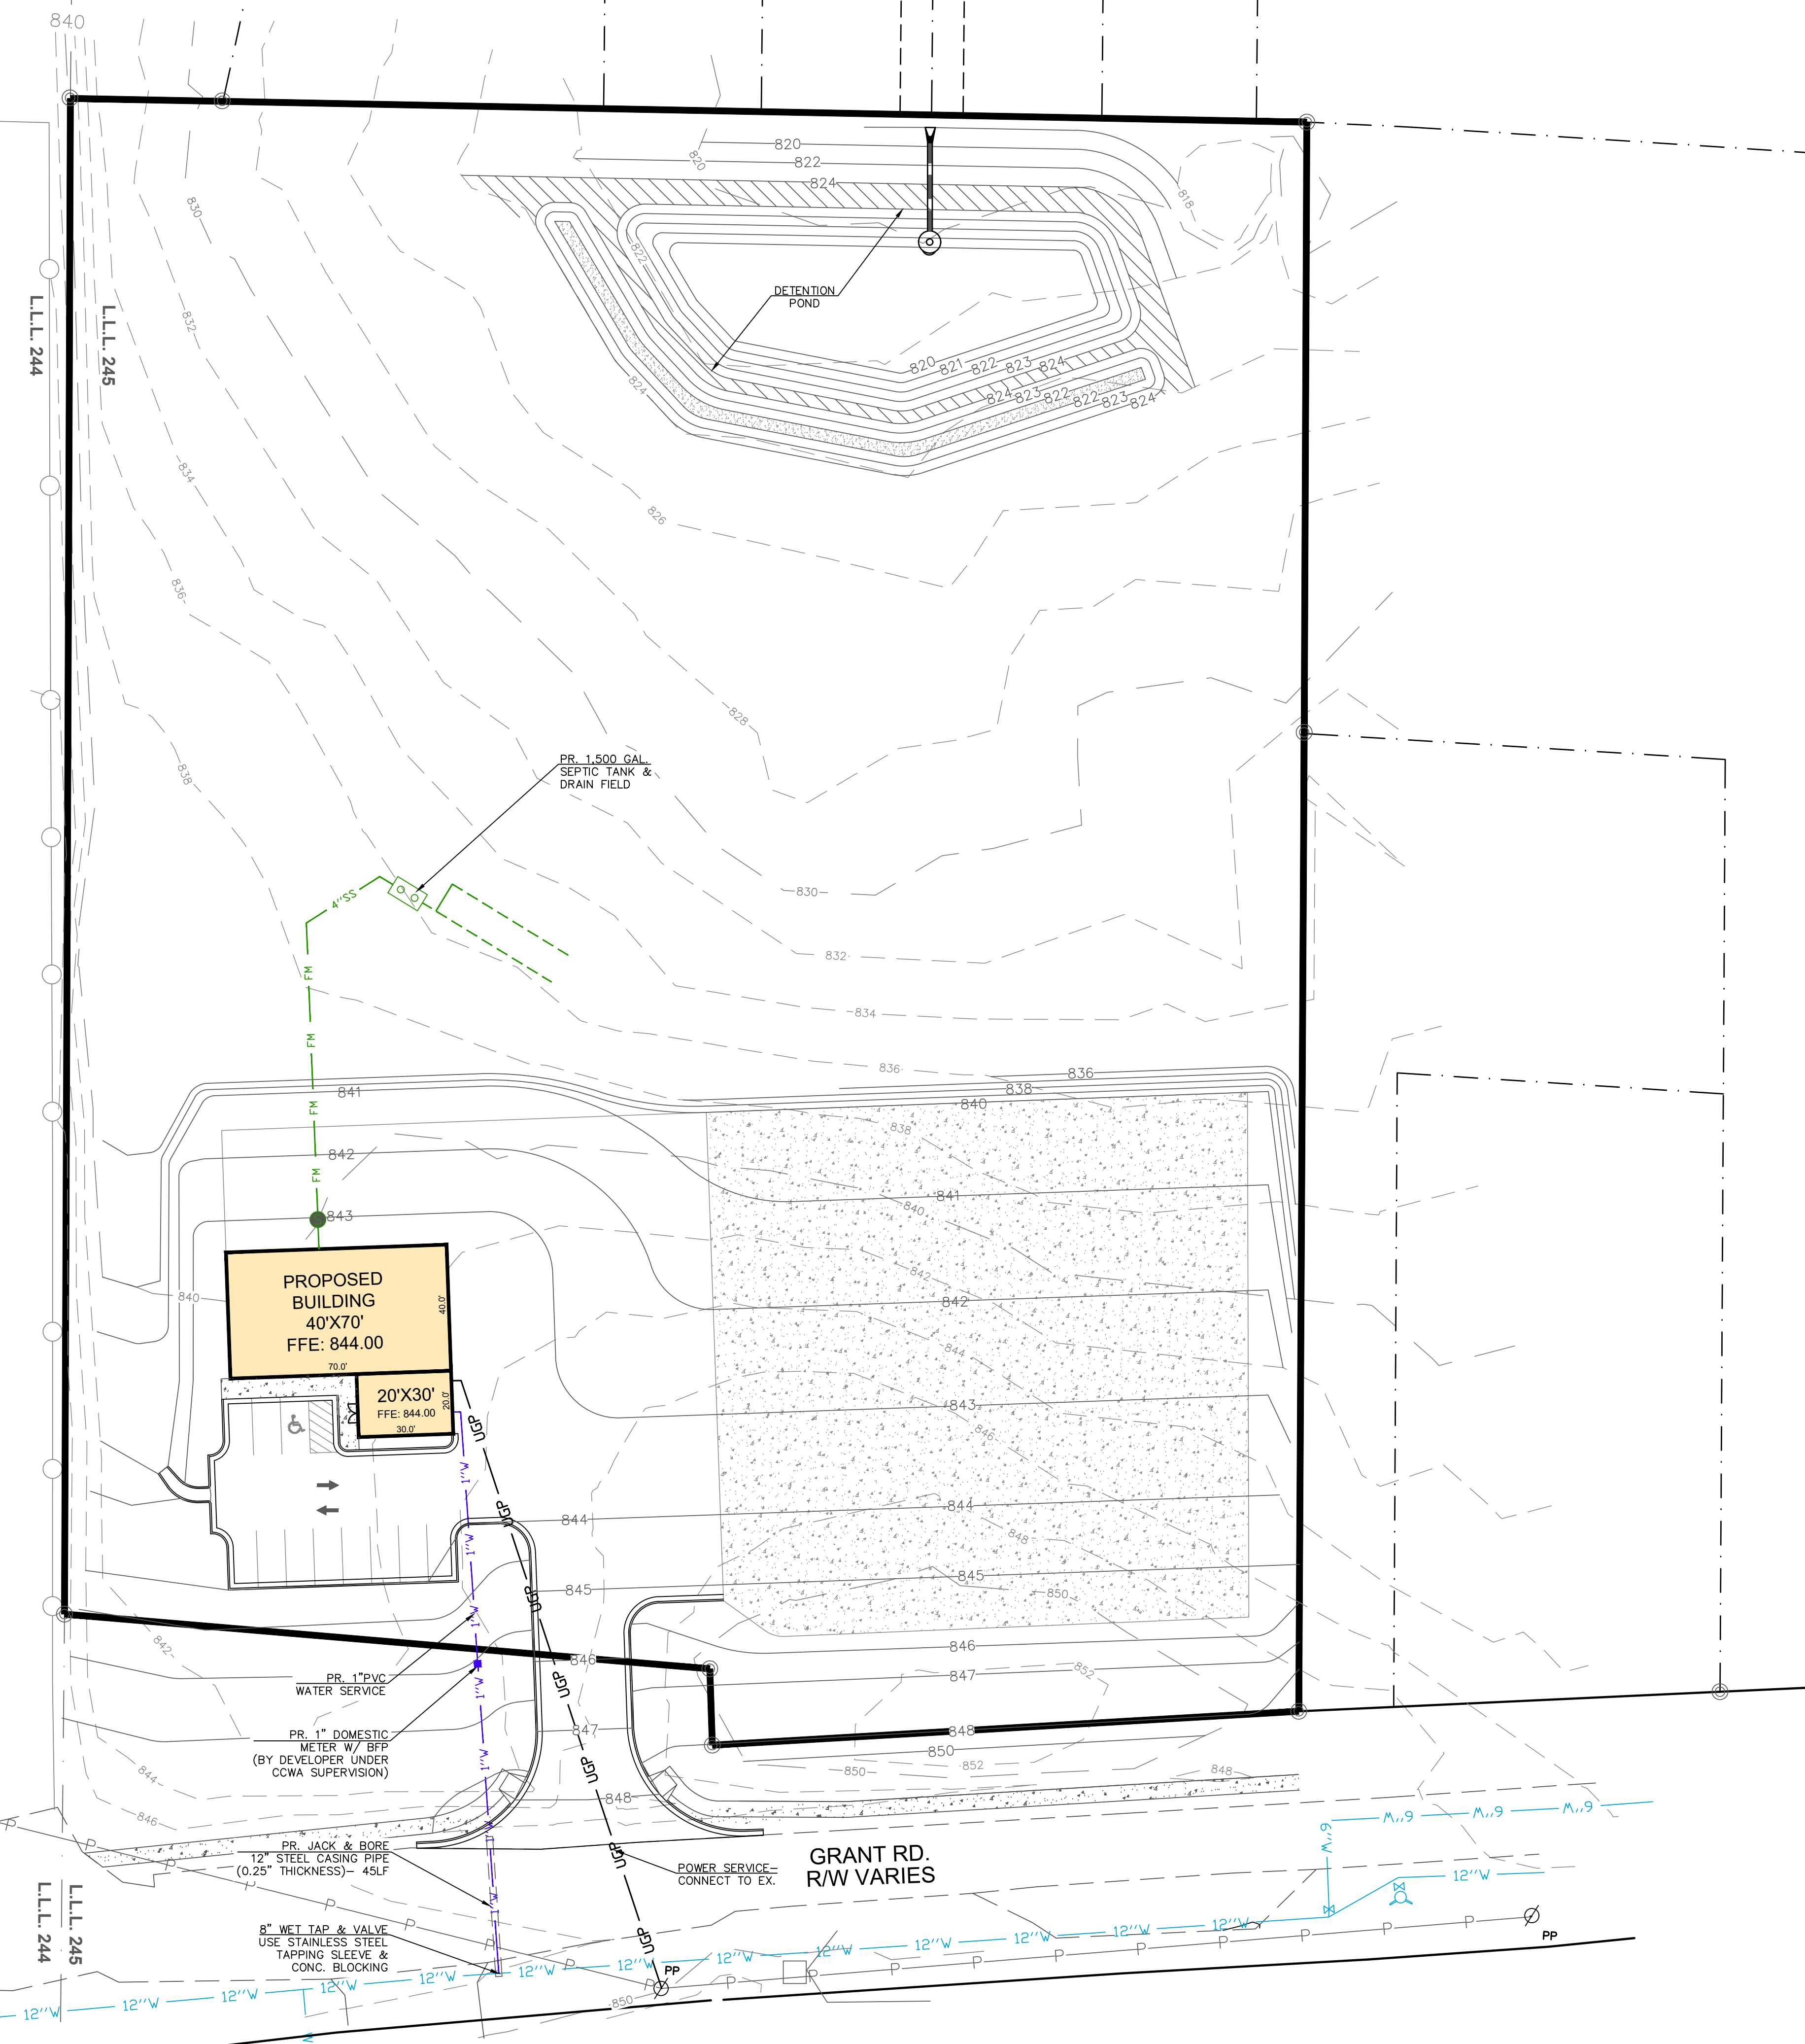 840
820
822
824
820
818
830
822
L.L.L. 244
L.L.L. 245
DETENTION
POND
832
820
821
822
823
824
824
824
823
822
822
823
824
834
826
836
828
838
PR. 1,500 GAL.
SEPTIC TANK &
DRAIN FIELD
830
4"SS
832
FM
834
FM
836
836
838
841
840
FM
838
842
FM
841
840
843
842
PROPOSED
BUILDING
40'X70'
FFE: 844.00
40.0'
70.0'
840
842
844
20'X30'
FFE: 844.00
20.0'
30.0'
843
846
UGP
1"W
UGP
844
844
848
1"W
845
845
850
UGP
1"W
842
846
846
847
852
PR. 1"PVC
WATER SERVICE
UGP
1"W
847
848
850
PR. 1" DOMESTIC
METER W/ BFP
(BY DEVELOPER UNDER
CCWA SUPERVISION)
1"W
UGP
850
852
848
844
848
846
6"W
6"W
6"W
6"W
P
P
P
P
P
P
P
P
1"W
PR. JACK & BORE
12" STEEL CASING PIPE
(0.25" THICKNESS)- 45LF
1"W
UGP
POWER SERVICE-
CONNECT TO EX.
GRANT RD.
R/W VARIES
12"W
L.L.L. 244
L.L.L. 245
8" WET TAP & VALVE
USE STAINLESS STEEL
TAPPING SLEEVE &
CONC. BLOCKING
UGP
PP
PP
P
P
P
P
P
P
P
P
P
P
12"W
12"W
12"W
12"W
12"W
12"W
12"W
12"W
12"W
12"W
12"W
12"W
850